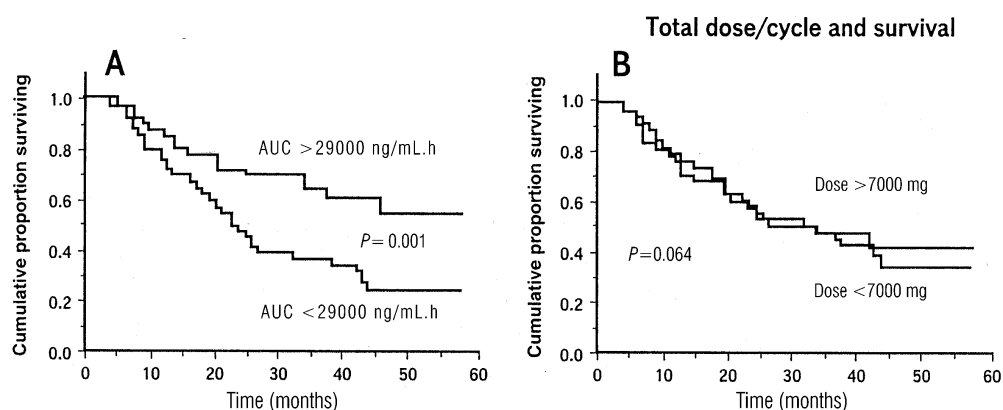 Total dose/cycle and survival
A
Cumulative proportion surviving
1.0
0.8
0.6
0.4
0.2
0.0
AUC >29000 ng/mL.h
P=0.001
AUC <29000 ng/mL.h
0 10 20 30 40 50 60
Time (months)
B
Cumulative proportion surviving
1.0
0.8
0.6
0.4
0.2
0.0
Dose >7000 mg
P=0.064
Dose <7000 mg
0 10 20 30 40 50 60
Time (months)